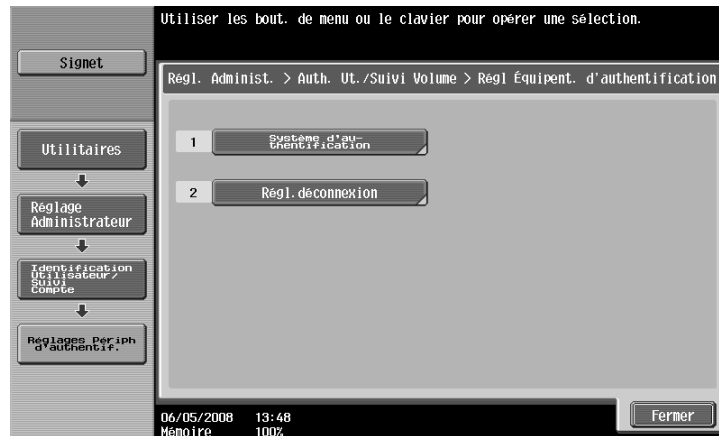 Utiliser les bout. de menu ou le clavier pour opérer une sélection.
Signet
Régl. Administ. > Auth. Ut./Suivi Volume > Régl Équipent. d'authentification
Utilitaires
Réglage
Administrateur
Identification
Utilisateur/
Suivi
Compte
Réglages Périph
d'authentif.
1 Système d'au-
thentification
2 Régl.déconnexion
06/05/2008 13:48
Mémoire 100%
Fermer